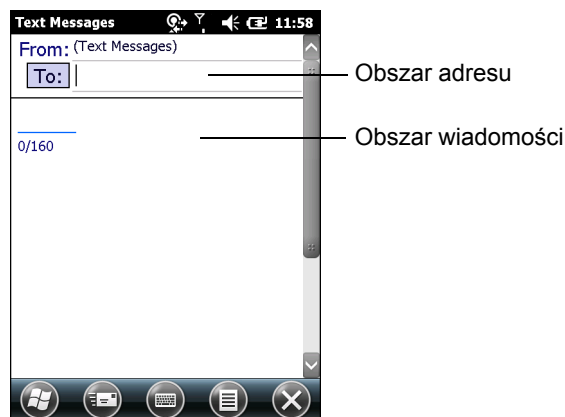 Text Messages 11:58
From: (Text Messages)
To:
Obszar adresu
Obszar wiadomości
0/160